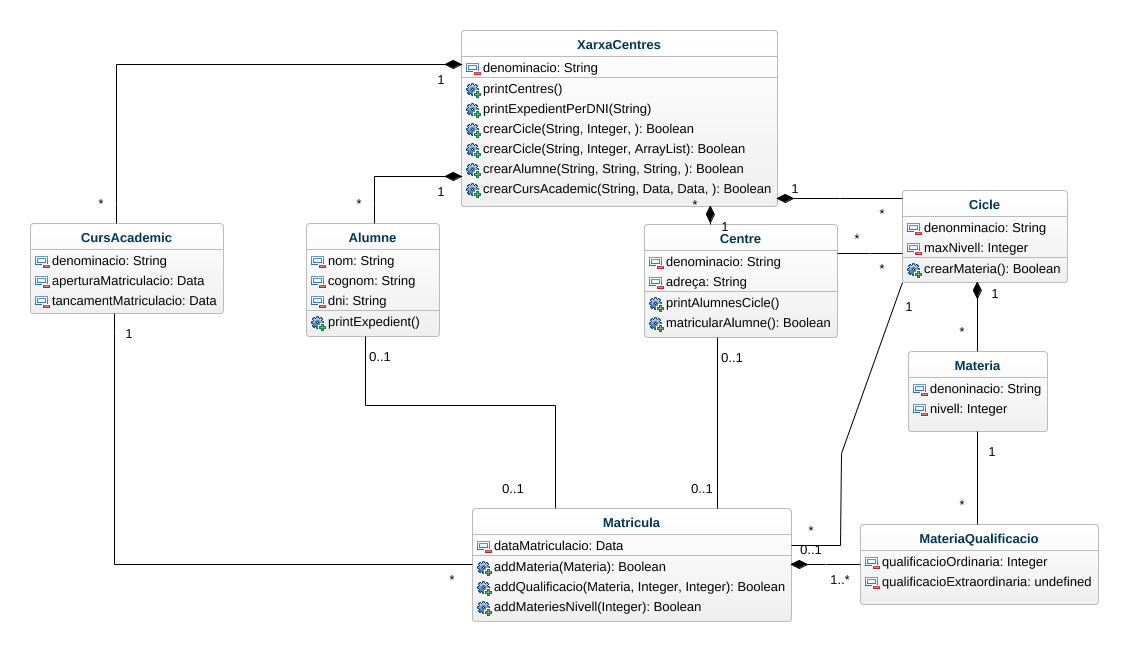 XarxaCentres
denominacio: String
printCentres()
printExpedientPerDNI(String)
crearCicle(String, Integer, ): Boolean
crearCicle(String, Integer, ArrayList): Boolean
crearAlumne(String, String, String, ): Boolean
crearCursAcademic(String, Data, Data, ): Boolean
1
*
1
*
1
*
*
1
CursAcademic
denominacio: String
aperturaMatriculacio: Data
tancamentMatriculacio: Data
1
*
Alumne
nom: String
cognom: String
dni: String
printExpedient()
0..1
0..1
Centre
denominacio: String
adreça: String
printAlumnesCicle()
matricularAlumne(): Boolean
*
*
0..1
0..1
Cicle
denonminacio: String
maxNivell: Integer
crearMateria(): Boolean
1
*
1
*
Materia
denoninacio: String
nivell: Integer
1
*
Matricula
dataMatriculacio: Data
addMateria(Materia): Boolean
addQualificacio(Materia, Integer, Integer): Boolean
addMateriesNivell(Integer): Boolean
0..1
1..*
MateriaQualificacio
qualificacioOrdinaria: Integer
qualificacioExtraordinaria: undefined